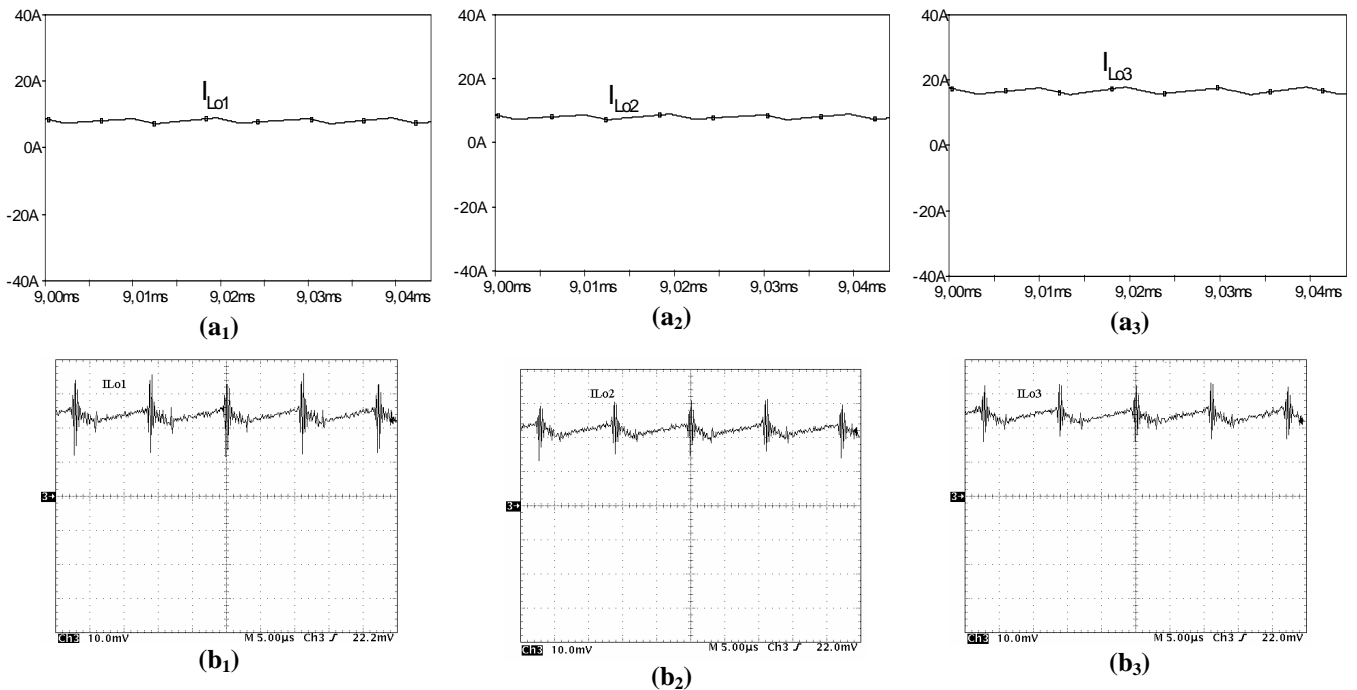 40A
20A
0A
-20A
-40A
I_Lo1
9,00ms 9,01ms 9,02ms 9,03ms 9,04ms
(a1)
40A
20A
0A
-20A
-40A
I_Lo2
9,00ms 9,01ms 9,02ms 9,03ms 9,04ms
(a2)
40A
20A
0A
-20A
-40A
I_Lo3
9,00ms 9,01ms 9,02ms 9,03ms 9,04ms
(a3)
ILo1
3→
Ch3 10.0mV M 5.00µs Ch3 ƒ 22.2mV
(b1)
ILo2
3→
Ch3 10.0mV M 5.00µs Ch3 ƒ 22.0mV
(b2)
ILo3
3→
Ch3 10.0mV M 5.00µs Ch3 ƒ 22.0mV
(b3)